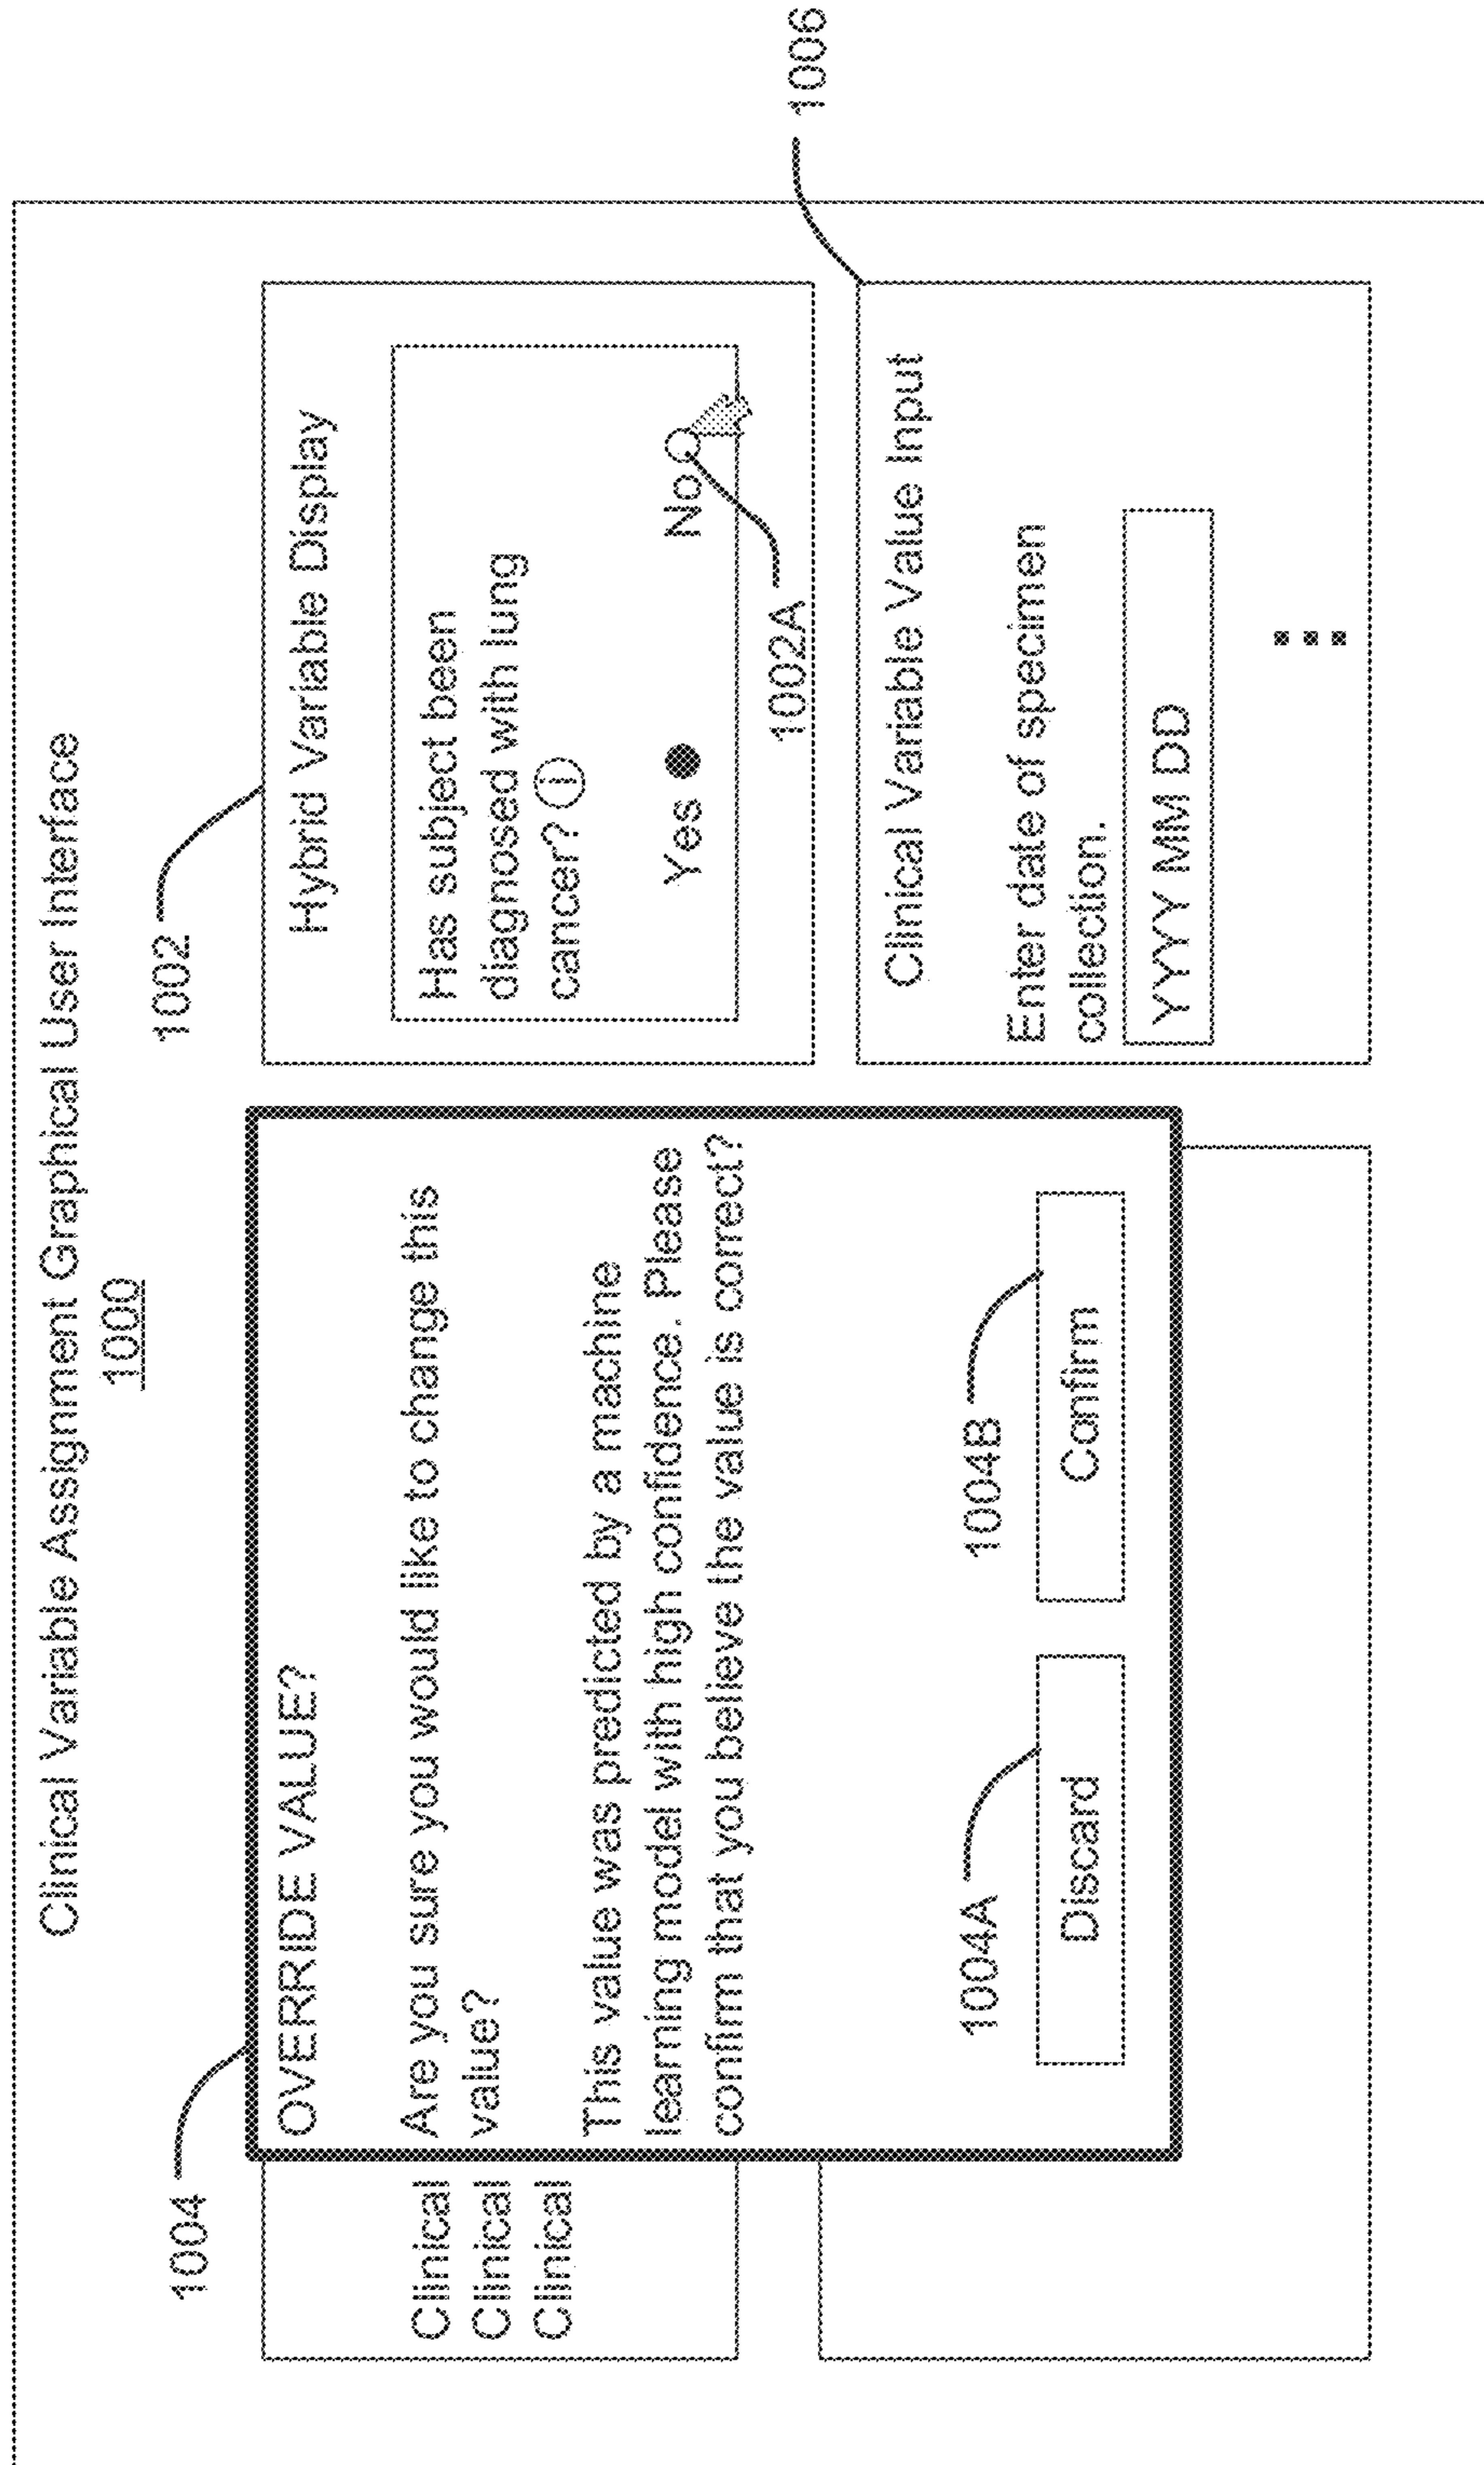 Clinical Variable Assignment Graphical User Interface
1000
1004
OVERRIDE VALUE?
Are you sure you would like to change this
value?
This value was predicted by a machine
learning model with high confidence. Please
confirm that you believe the value is correct?
1004A
1004B
Discard
Confirm
Clinical
Clinical
Clinical
1002
Hybrid Variable Display
Has subject been
diagnosed with lung
cancer? ⓘ
Yes
No
1002A
1006
Clinical Variable Value Input
Enter date of specimen
collection.
YYYY MM DD